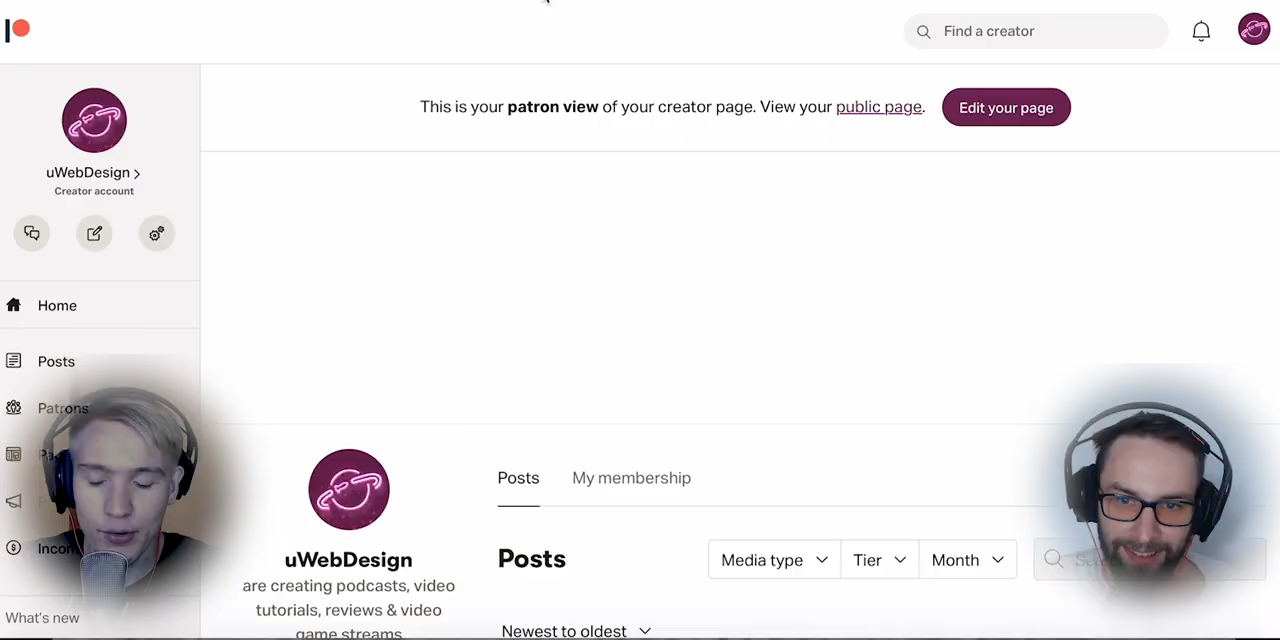 Find a creator
This is your patron view of your creator page. View your public page.
Edit your page
uWebDesign
Creator account
Home
Posts
Patrons
What's new
Posts
My membership
uWebDesign
are creating podcasts, video
tutorials, reviews & video
game streams
Posts
Media type
Tier
Month
Newest to oldest